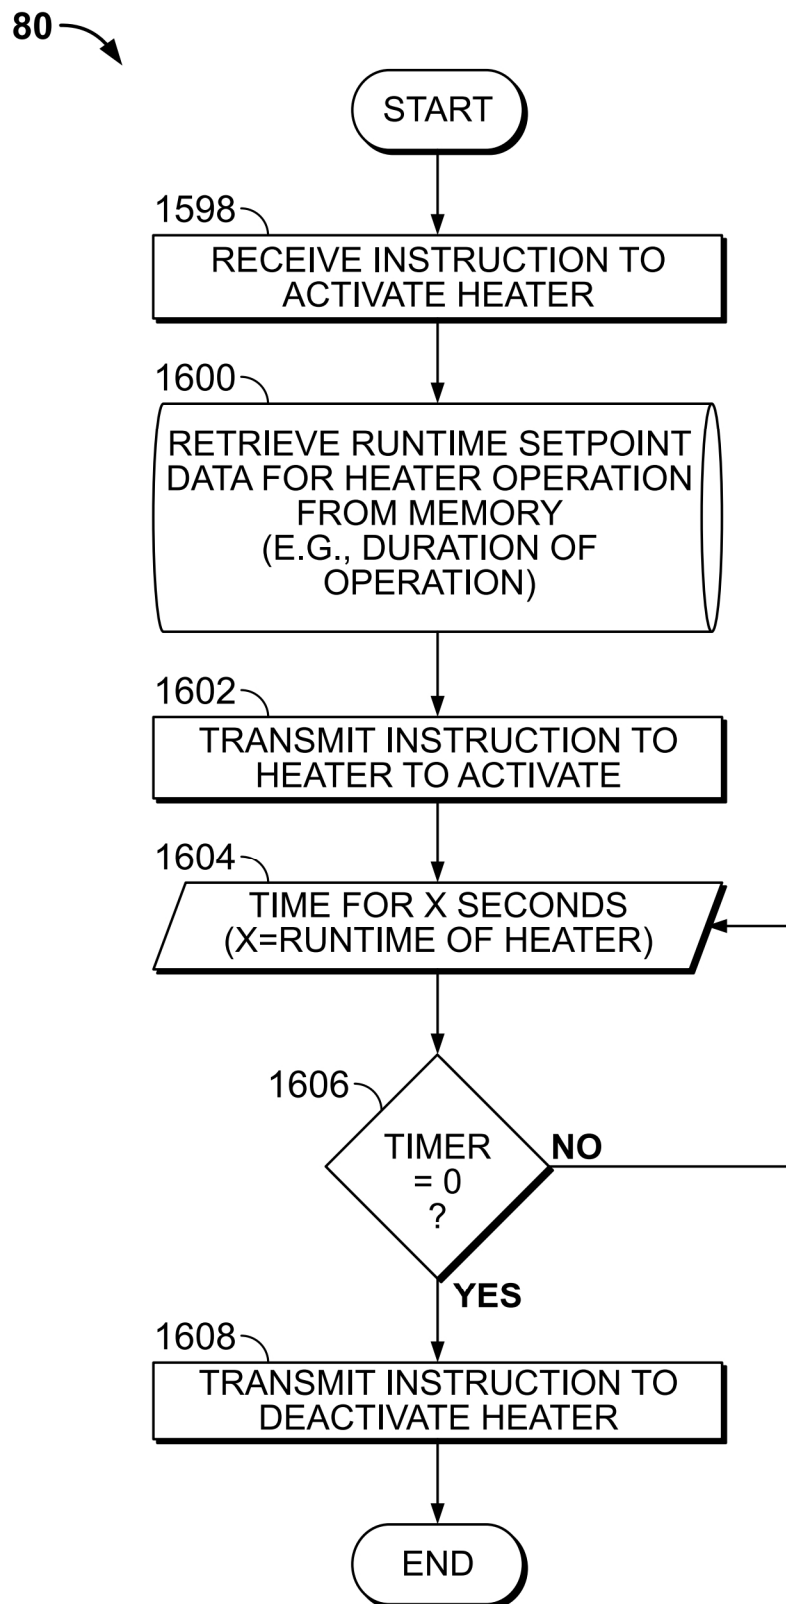 80
START
1598
RECEIVE INSTRUCTION TO
ACTIVATE HEATER
1600
RETRIEVE RUNTIME SETPOINT
DATA FOR HEATER OPERATION
FROM MEMORY
(E.G., DURATION OF
OPERATION)
1602
TRANSMIT INSTRUCTION TO
HEATER TO ACTIVATE
1604
TIME FOR X SECONDS
(X=RUNTIME OF HEATER)
1606
TIMER
= 0
?
NO
YES
1608
TRANSMIT INSTRUCTION TO
DEACTIVATE HEATER
END